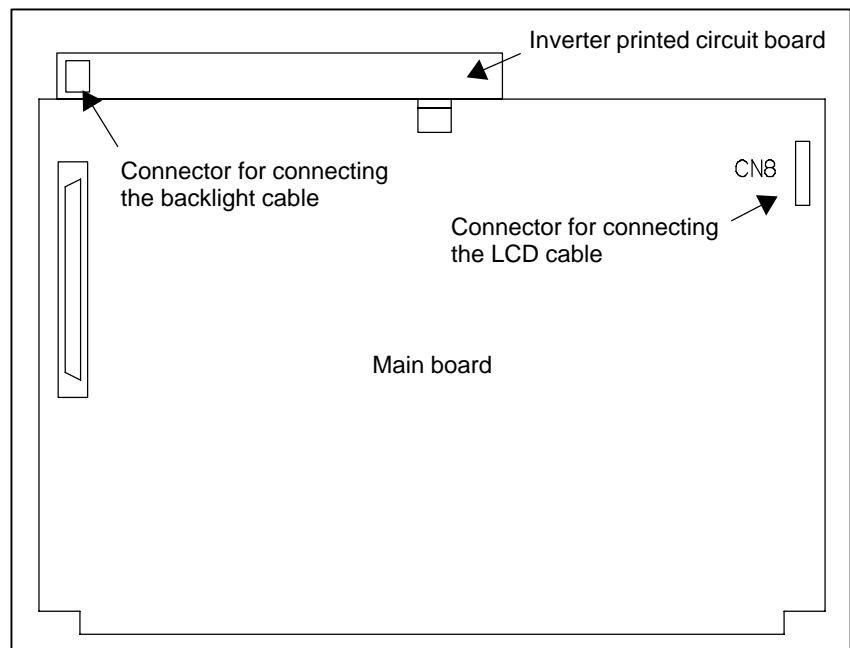 Inverter printed circuit board
Connector for connecting
the backlight cable
CN8
Connector for connecting
the LCD cable
Main board